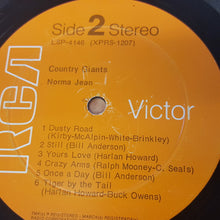 RCA
Side 2 Stereo
LSP-4146 (XPRS-1207)
Country Giants
Norma Jean
Victor
1 Dusty Road
(Kirby-McAlpin-White-Brinkley)
2 Still (Bill Anderson)
3 Yours Love (Harlan Howard)
4 Crazy Arms (Ralph Mooney-C. Seals)
5 Once a Day (Bill Anderson)
6 Tiger by the Tail
(Harlan Howard-Buck Owens)